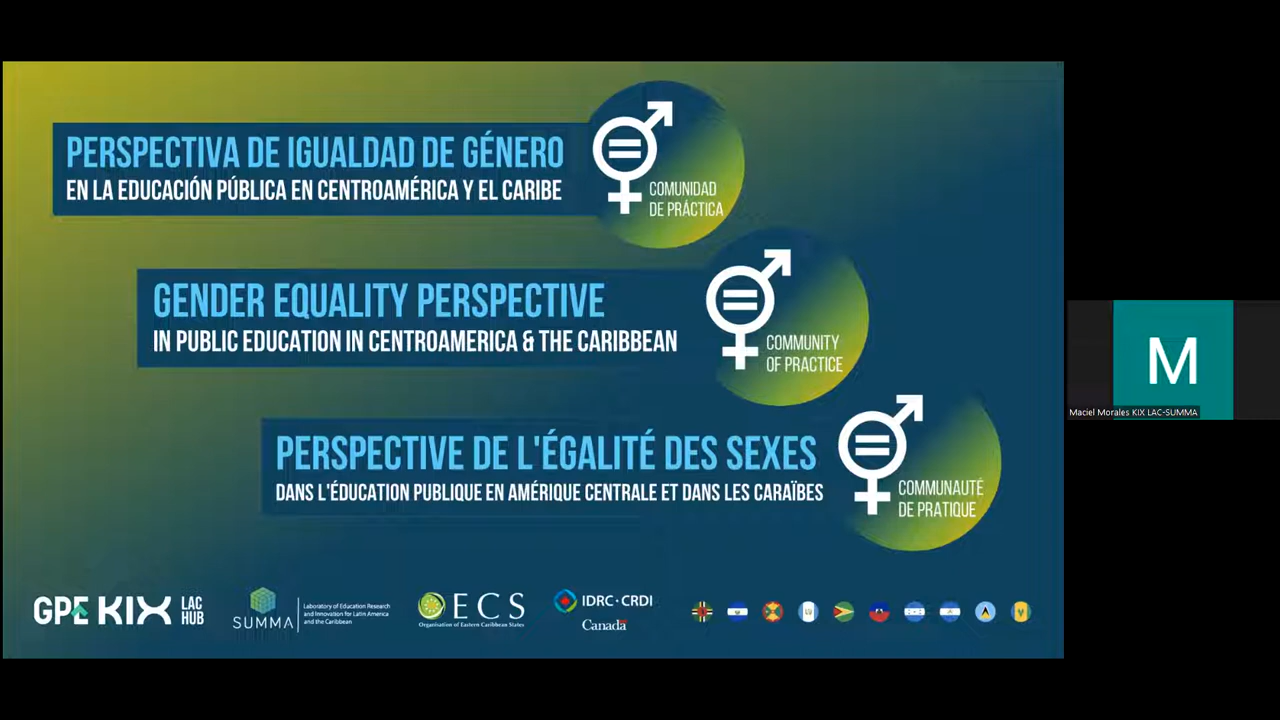 PERSPECTIVA DE IGUALDAD DE GÉNERO
EN LA EDUCACIÓN PÚBLICA EN CENTROAMÉRICA Y EL CARIBE
COMUNIDAD
DE PRÁCTICA
GENDER EQUALITY PERSPECTIVE
IN PUBLIC EDUCATION IN CENTROAMERICA & THE CARIBBEAN
COMMUNITY
OF PRACTICE
PERSPECTIVE DE L'ÉGALITÉ DES SEXES
DANS L'ÉDUCATION PUBLIQUE EN AMÉRIQUE CENTRALE ET DANS LES CARAÏBES
COMMUNAUTÉ
DE PRATIQUE
GPE KIX
LAC
HUB
SUMMA
Laboratory of Education Research
and Innovation for Latin America
and the Caribbean
OECS
Organisation of Eastern Caribbean States
IDRC·CRDI
Canada
M
Maciel Morales KIX LAC-SUMMA